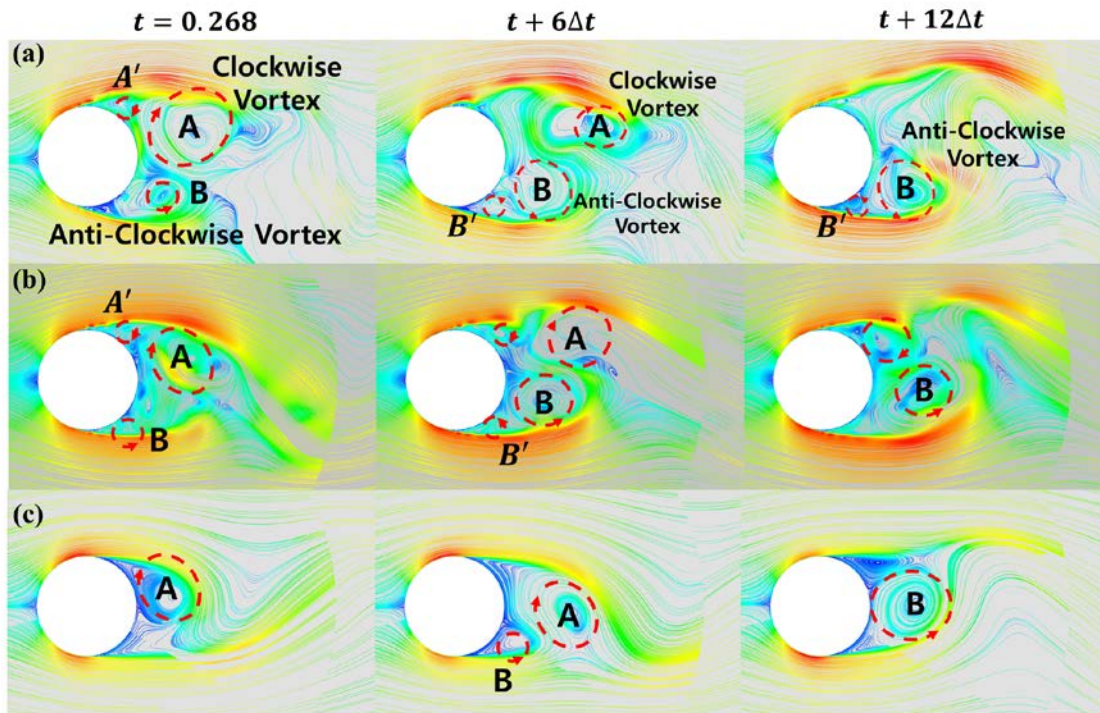 t = 0.268
t + 6Δt
t + 12Δt
(a)
A′
Clockwise
Vortex
A
B
Anti-Clockwise Vortex
Clockwise
Vortex
A
B
Anti-Clockwise
Vortex
B′
Anti-Clockwise
Vortex
B
B′
(b)
A′
A
B
A
B
B′
B
(c)
A
A
B
B